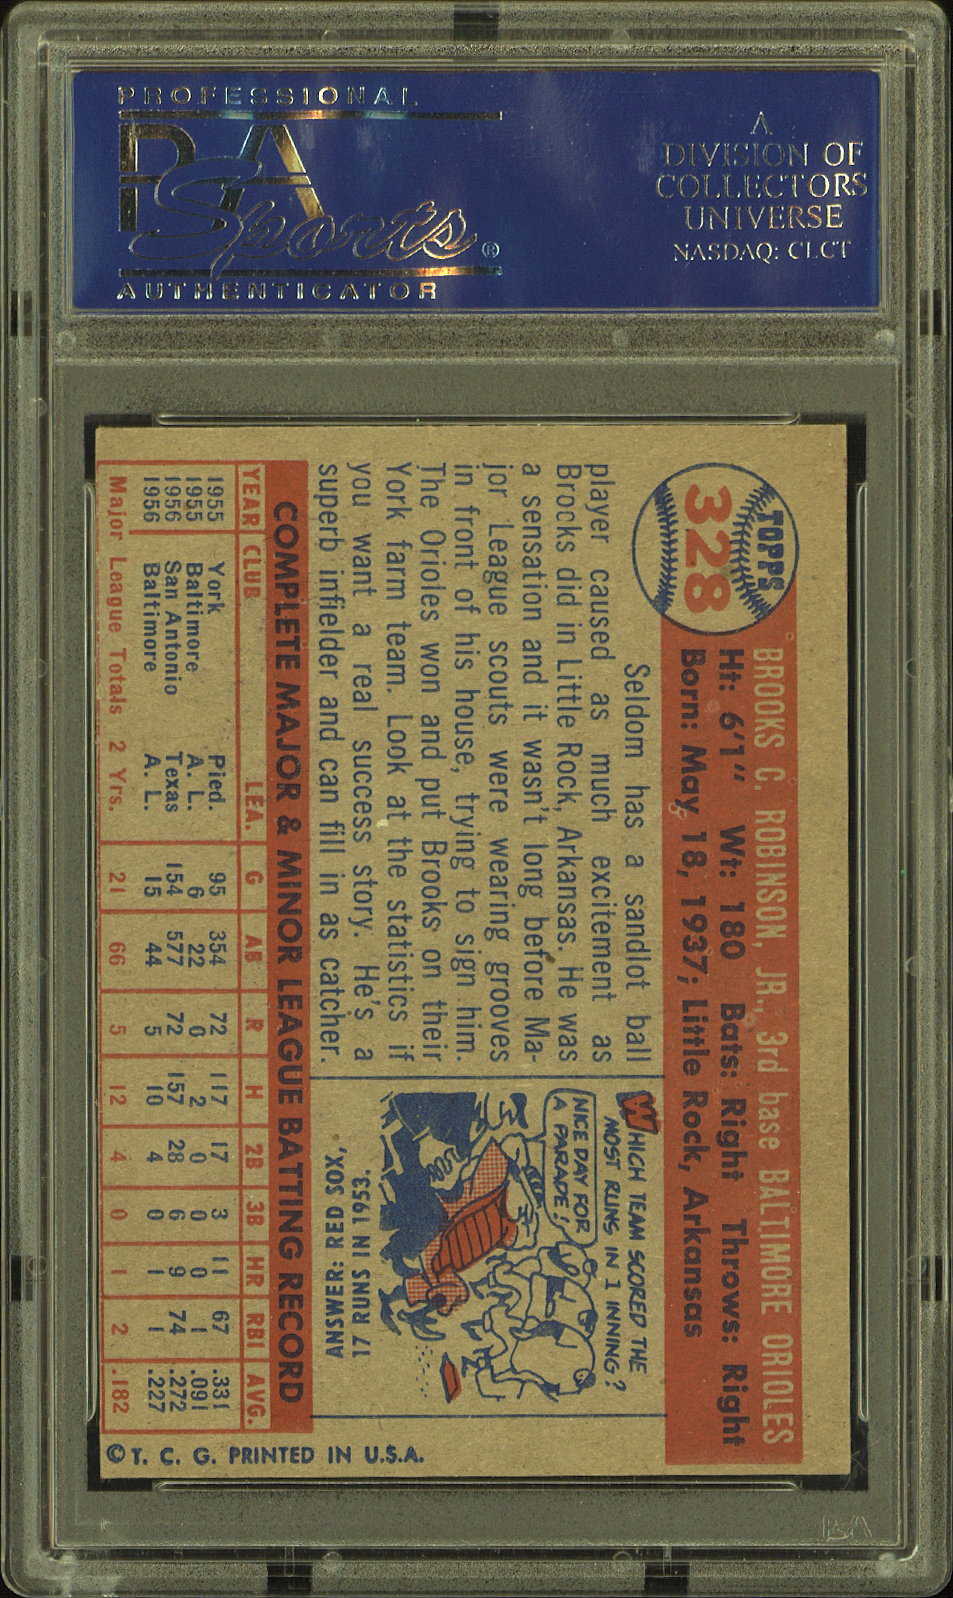 PROFESSIONAL
PSA
Sports®
AUTHENTICATOR
A
DIVISION OF
COLLECTORS
UNIVERSE
NASDAQ: CLCT
TOPPS
328
BROOKS C. ROBINSON, JR., 3rd base BALTIMORE ORIOLES
Ht: 6'1" Wt: 180 Bats: Right Throws: Right
Born: May 18, 1937; Little Rock, Arkansas
Seldom has a sandlot ball
player caused as much excitement as
Brocks did in Little Rock, Arkansas. He was
a sensation and it wasn't long before Ma-
jor League scouts were wearing grooves
in front of his house, trying to sign him.
The Orioles won and put Brooks on their
York farm team. Look at the statistics if
you want a real success story. He's a
superb infielder and can fill in as catcher.
WHICH TEAM SCORED THE
MOST RUNS IN 1 INNING?
NICE DAY FOR
A PARADE!
17 RUNS IN 1953.
ANSWER: RED SOX,
COMPLETE MAJOR & MINOR LEAGUE BATTING RECORD
YEAR CLUB LEA. G AB R H 2B 3B HR RBI AVG.
1955 York Pied. 95 354 72 117 17 3 11 67 .331
1955 Baltimore A. L. 6 22 0 2 0 0 0 1 .091
1956 San Antonio Texas 154 577 72 157 28 6 9 74 .272
1956 Baltimore A. L. 15 44 5 10 4 0 1 1 .227
Major League Totals 2 Yrs. 21 66 5 12 4 0 1 2 .182
© T. C. G. PRINTED IN U.S.A.
PSA